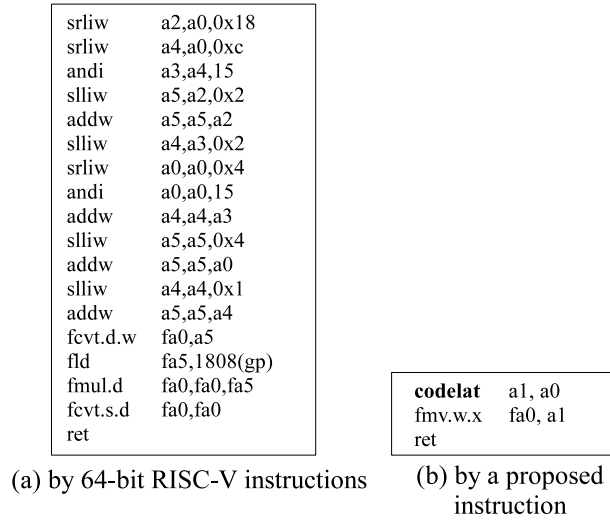 srliw a2,a0,0x18
srliw a4,a0,0xc
andi a3,a4,15
slliw a5,a2,0x2
addw a5,a5,a2
slliw a4,a3,0x2
srliw a0,a0,0x4
andi a0,a0,15
addw a4,a4,a3
slliw a5,a5,0x4
addw a5,a5,a0
slliw a4,a4,0x1
addw a5,a5,a4
fcvt.d.w fa0,a5
fld fa5,1808(gp)
fmul.d fa0,fa0,fa5
fcvt.s.d fa0,fa0
ret
(a) by 64-bit RISC-V instructions
codelat a1, a0
fmv.w.x fa0, a1
ret
(b) by a proposed
instruction